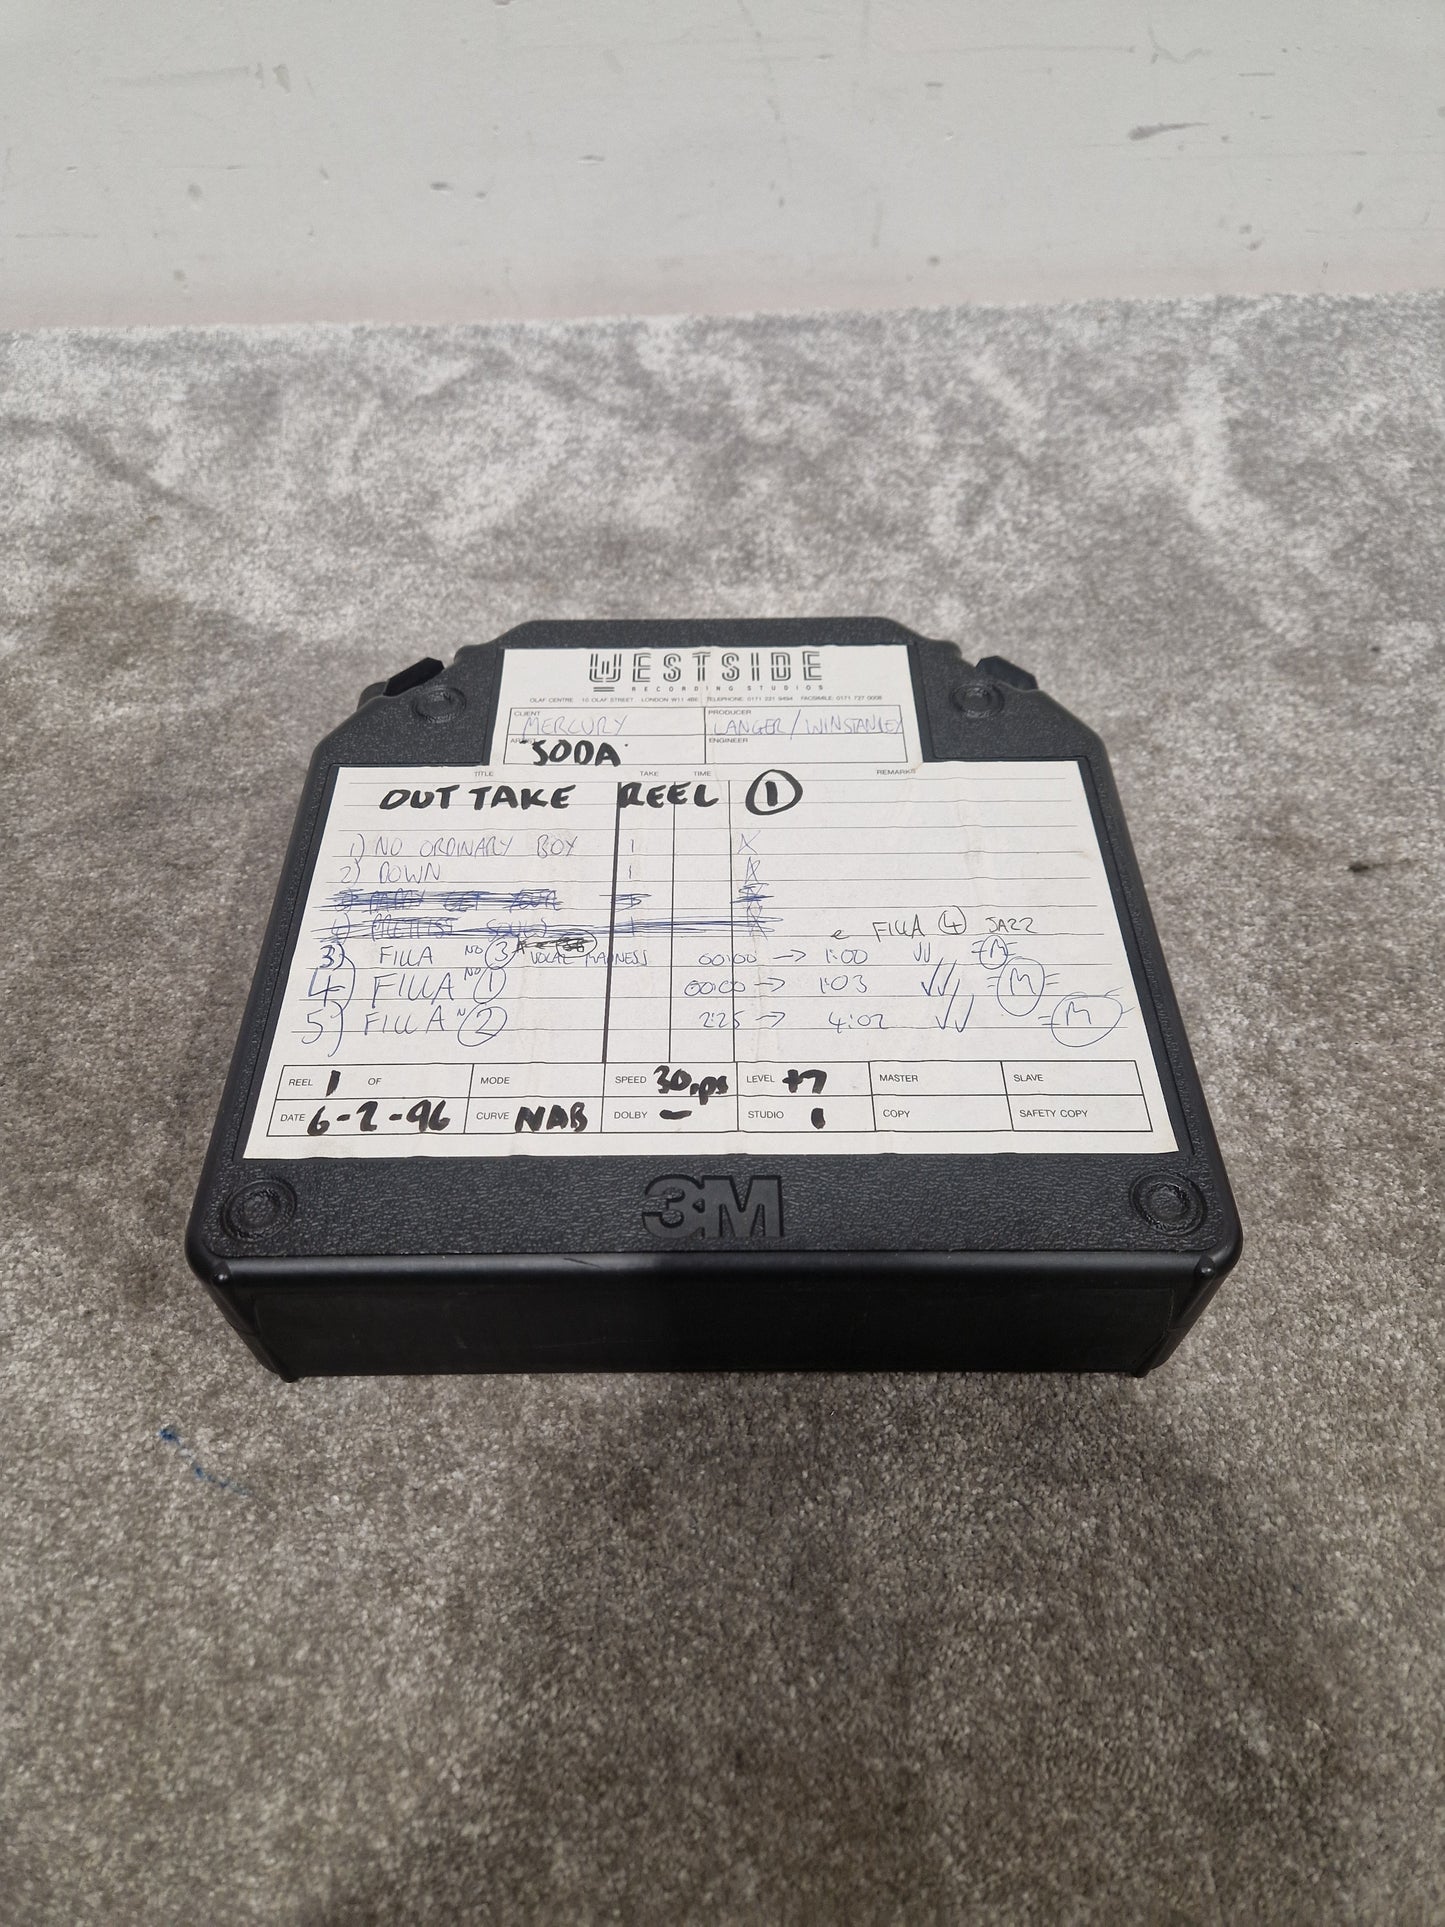 WESTSIDE
RECORDING STUDIOS
OLAF CENTRE 10 OLAF STREET LONDON W11 4BE TELEPHONE 0171 221 9494 FACSIMILE 0171 727 0008
CLIENT MERCURY PRODUCER LANGER/WINSTANLEY
"SODA" ENGINEER
TITLE TAKE TIME REMARKS
OUT TAKE REEL 1
1) NO ORDINARY BOY 1 X
2) DOWN 1
SOULS 1 FILLA 4 JAZZ
3) FILLA NO 3 VOCAL MADNESS 00:00 → 1:00 √√ =M=
4) FILLA NO 1 00:00 → 1:03 √√ =M=
5) FILLA N° 2 2:25 → 4:02 √√ =M=
REEL 1 OF MODE SPEED 30ips LEVEL +7 MASTER SLAVE
DATE 6-2-96 CURVE NAB DOLBY – STUDIO 1 COPY SAFETY COPY
3M